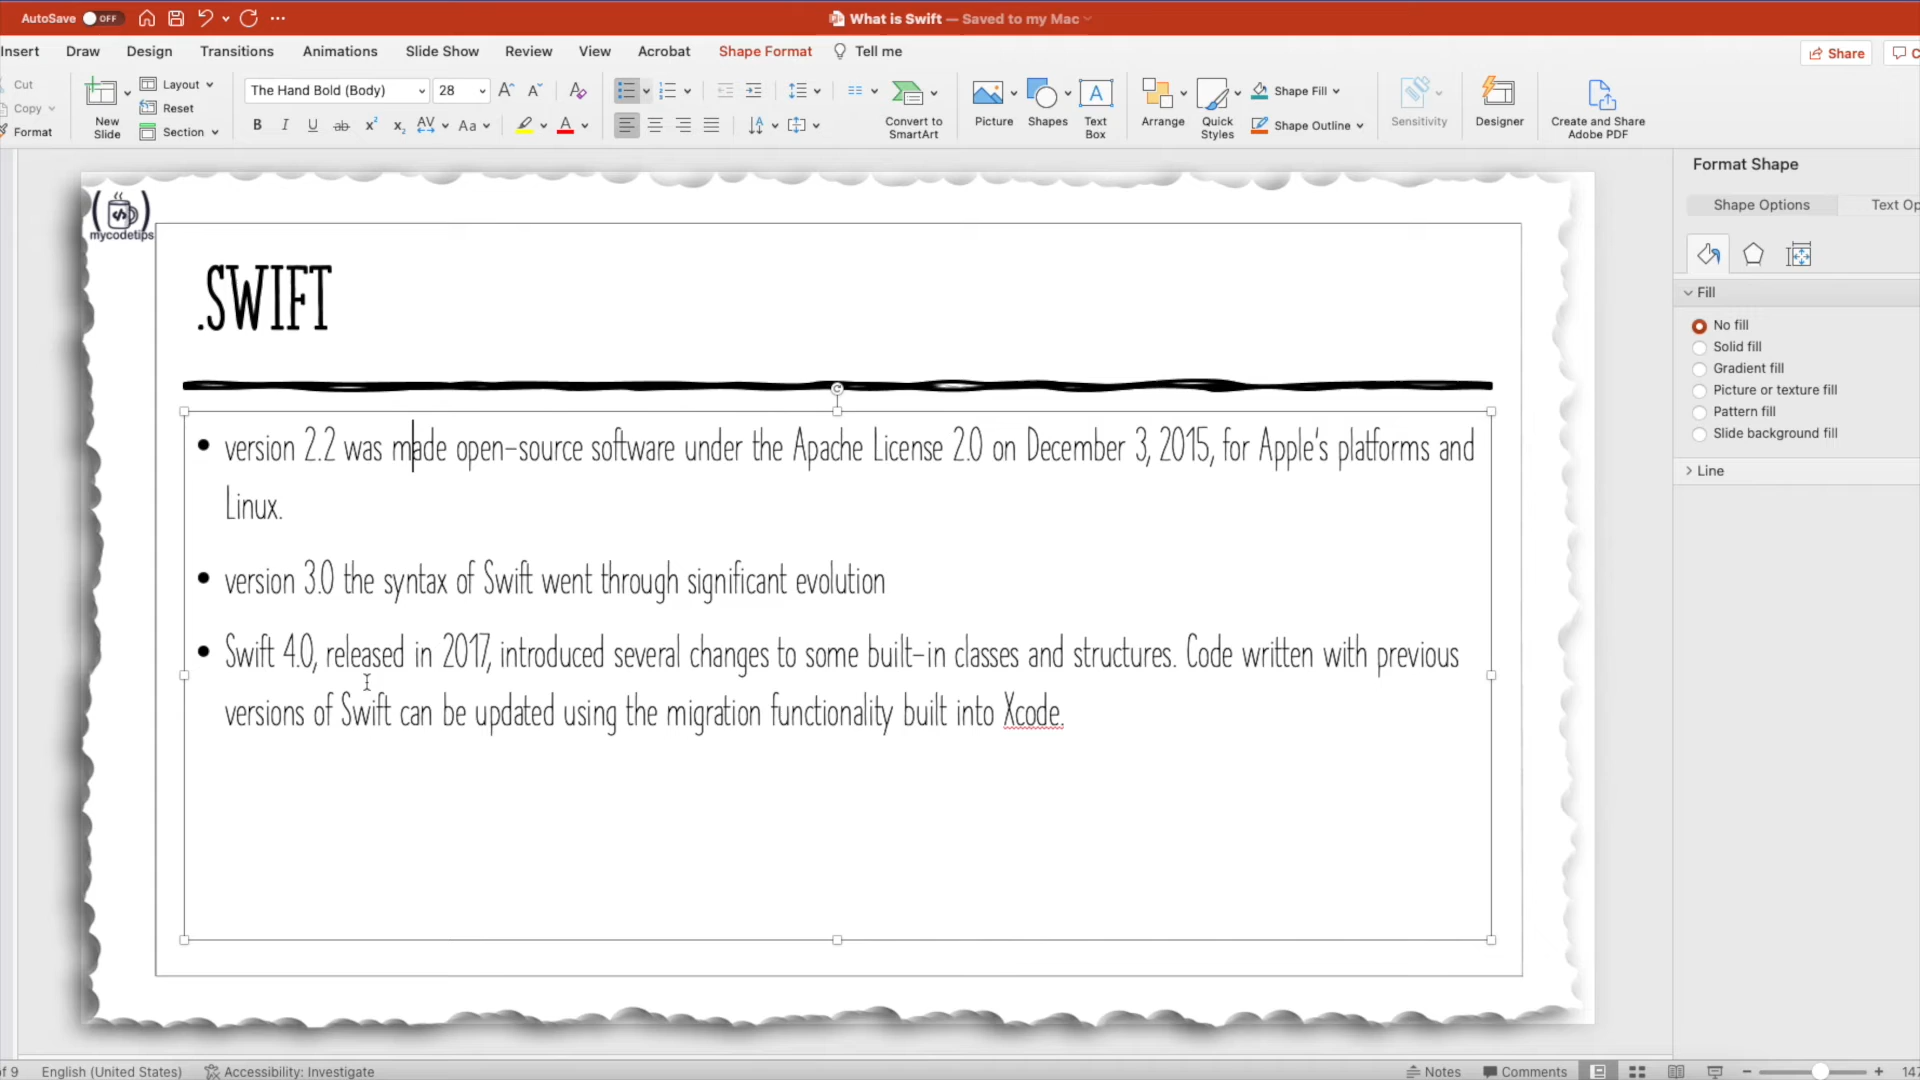 AutoSave OFF
What is Swift — Saved to my Mac
Insert Draw Design Transitions Animations Slide Show Review View Acrobat Shape Format Tell me
Share
Cut
Copy
Format
New Slide
Layout
Reset
Section
The Hand Bold (Body) 28
Convert to SmartArt
Picture
Shapes
Text Box
Arrange
Quick Styles
Shape Fill
Shape Outline
Sensitivity
Designer
Create and Share Adobe PDF
mycodetips
.SWIFT
• version 2.2 was made open-source software under the Apache License 2.0 on December 3, 2015, for Apple's platforms and
Linux.
• version 3.0 the syntax of Swift went through significant evolution
• Swift 4.0, released in 2017, introduced several changes to some built-in classes and structures. Code written with previous
versions of Swift can be updated using the migration functionality built into Xcode.
Format Shape
Shape Options Text Op
Fill
No fill
Solid fill
Gradient fill
Picture or texture fill
Pattern fill
Slide background fill
Line
of 9 English (United States) Accessibility: Investigate
Notes Comments 147